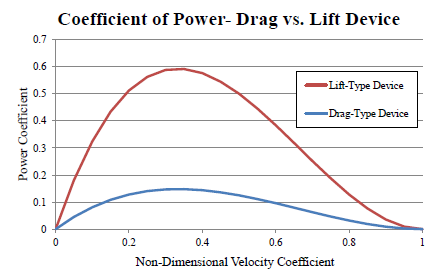 Coefficient of Power- Drag vs. Lift Device
0.7
0.6
0.5
0.4
0.3
0.2
0.1
0
Power Coefficient
Lift-Type Device
Drag-Type Device
0 0.2 0.4 0.6 0.8 1
Non-Dimensional Velocity Coefficient